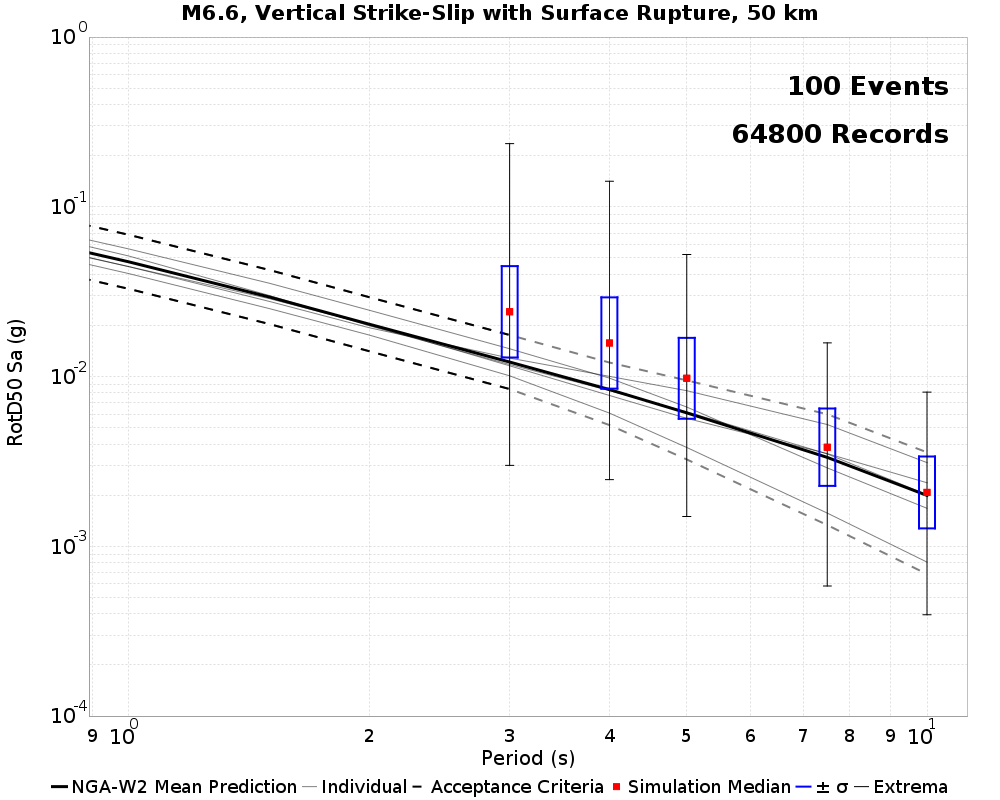 M6.6, Vertical Strike-Slip with Surface Rupture, 50 km
100 Events
64800 Records
RotD50 Sa (g)
10^0
10^-1
10^-2
10^-3
10^-4
9 10^0 2 3 4 5 6 7 8 9 10^1
Period (s)
NGA-W2 Mean Prediction Individual Acceptance Criteria Simulation Median ± σ Extrema